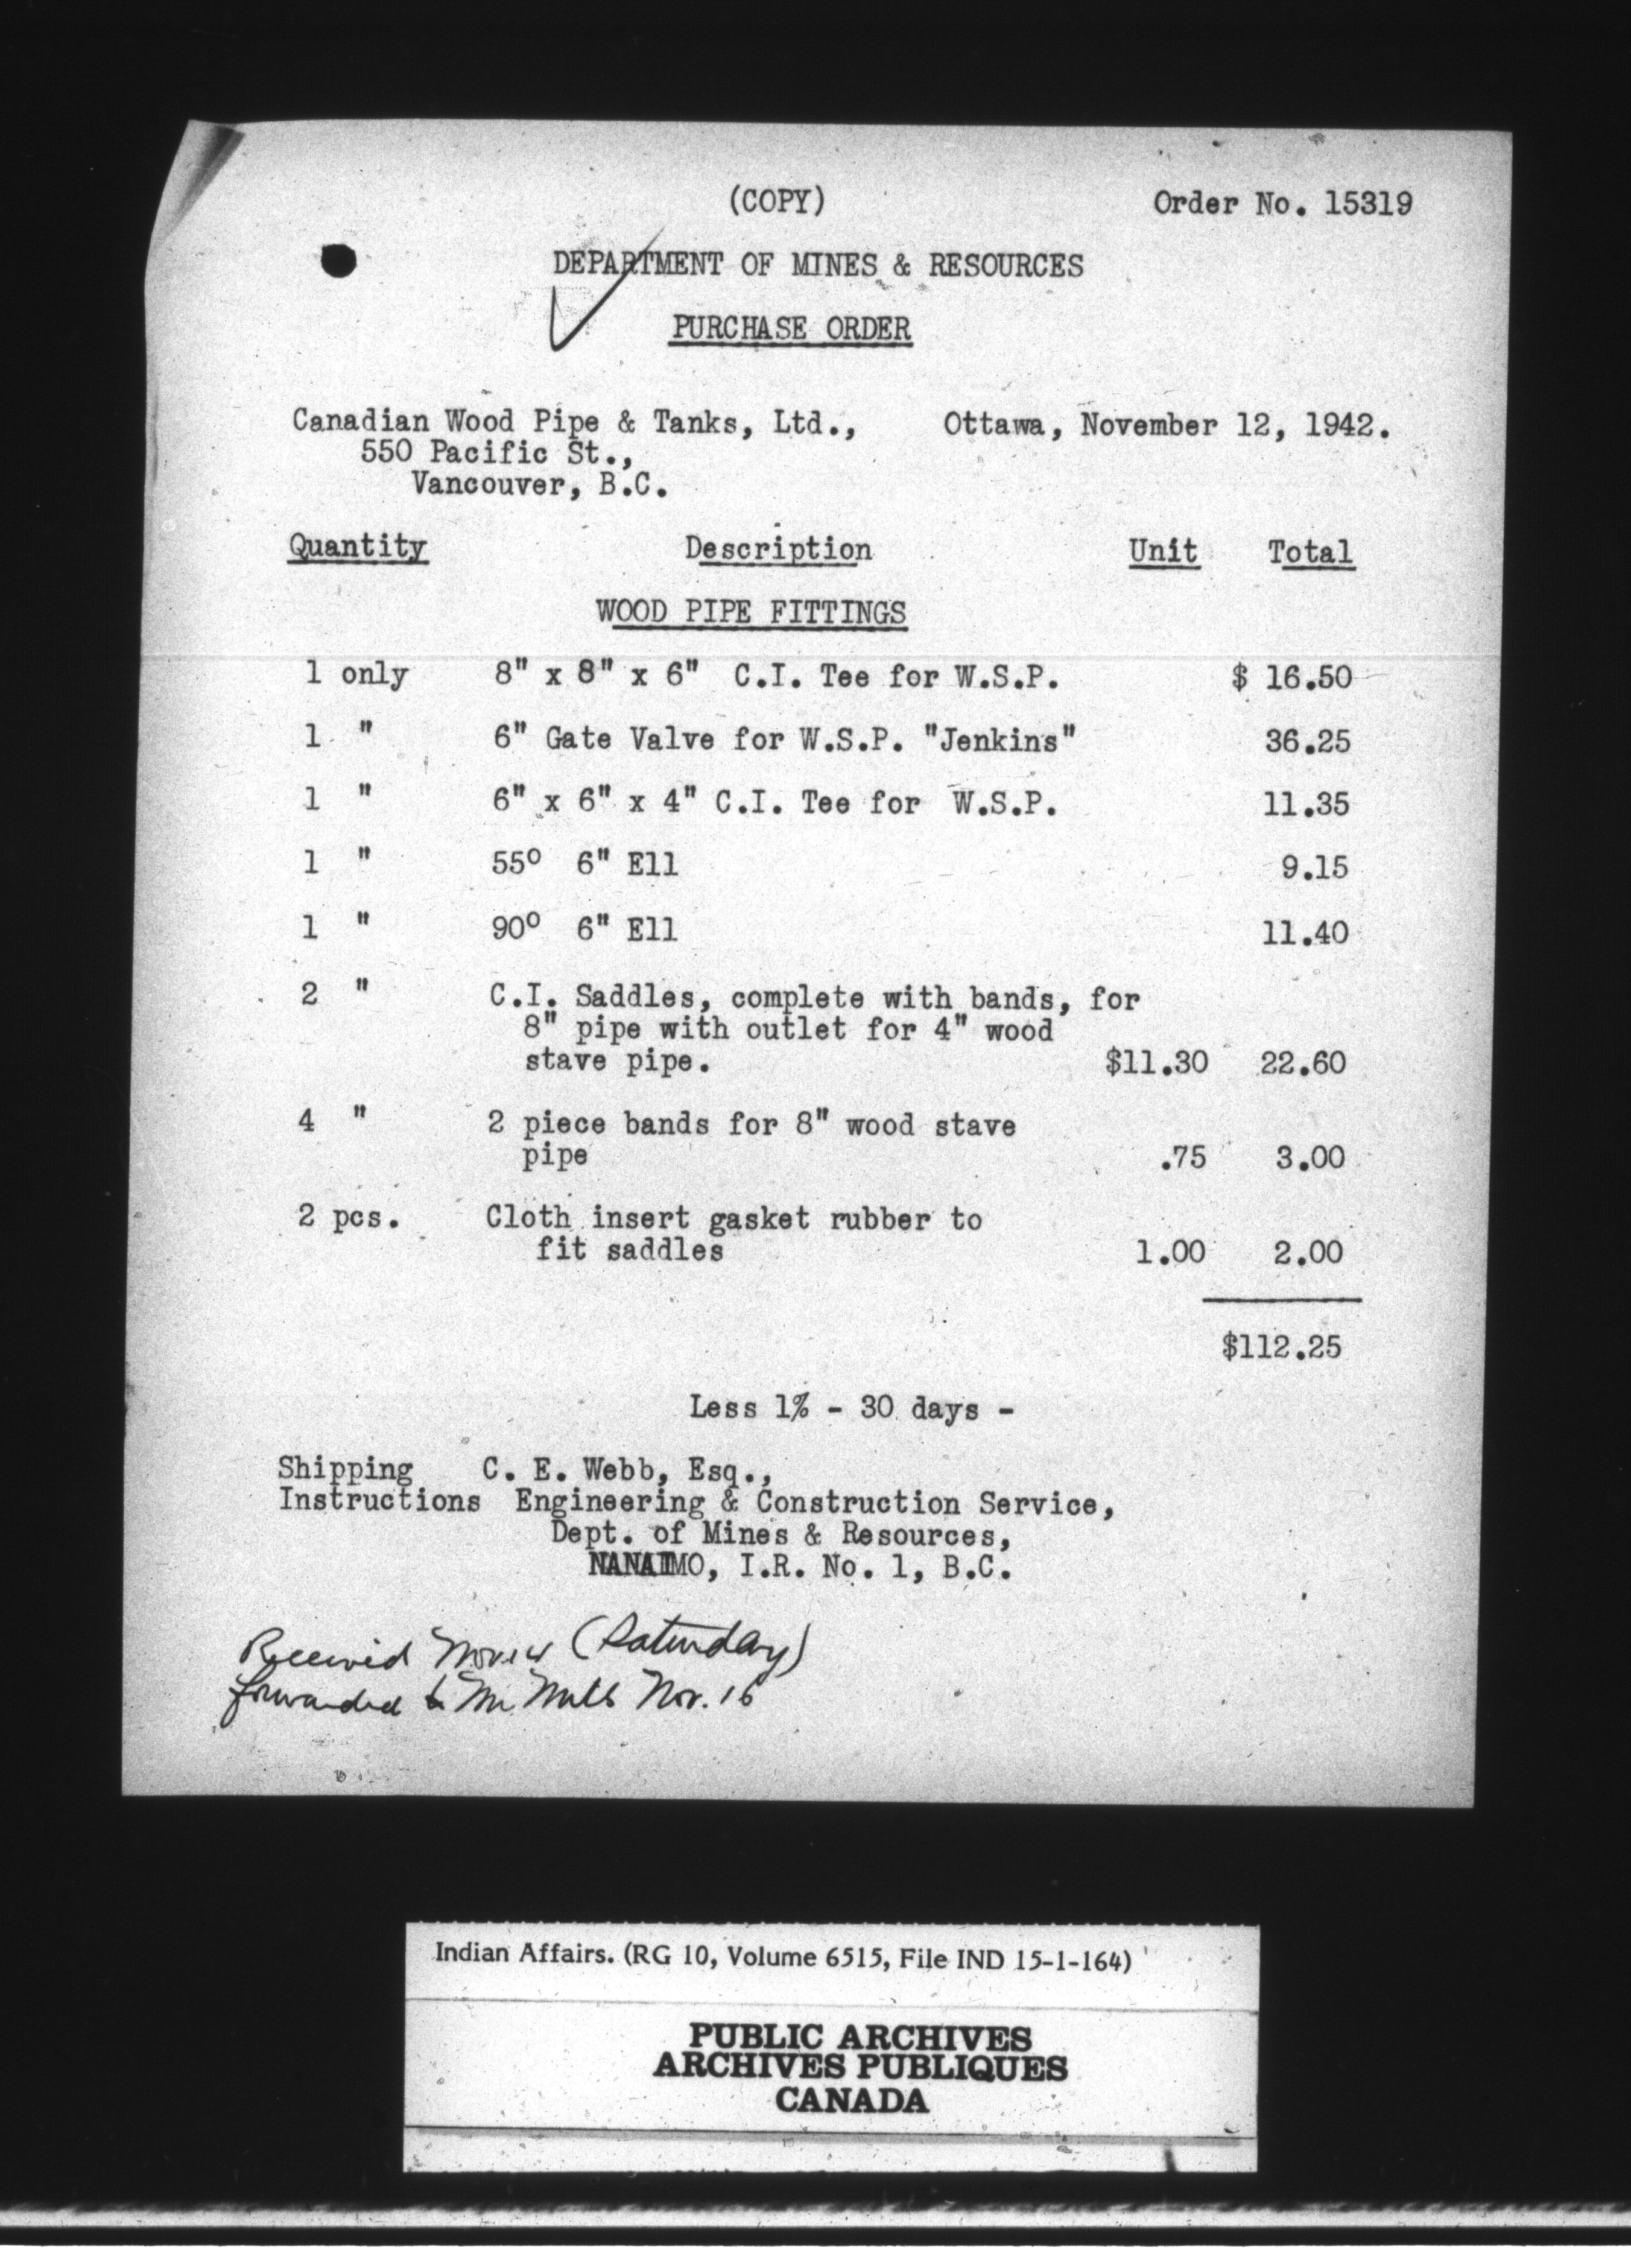 (COPY) Order No. 15319
DEPARTMENT OF MINES & RESOURCES
PURCHASE ORDER
Canadian Wood Pipe & Tanks, Ltd., Ottawa, November 12, 1942.
550 Pacific St.,
Vancouver, B.C.
Quantity Description Unit Total
WOOD PIPE FITTINGS
1 only 8" x 8" x 6" C.I. Tee for W.S.P. $ 16.50
1 " 6" Gate Valve for W.S.P. "Jenkins" 36.25
1 " 6" x 6" x 4" C.I. Tee for W.S.P. 11.35
1 " 55° 6" Ell 9.15
1 " 90° 6" Ell 11.40
2 " C.I. Saddles, complete with bands, for
8" pipe with outlet for 4" wood
stave pipe. $11.30 22.60
4 " 2 piece bands for 8" wood stave
pipe .75 3.00
2 pcs. Cloth insert gasket rubber to
fit saddles 1.00 2.00
$112.25
Less 1% - 30 days -
Shipping C. E. Webb, Esq.,
Instructions Engineering & Construction Service,
Dept. of Mines & Resources,
NANAIMO, I.R. No. 1, B.C.
Received Nov. 14 (Saturday)
forwarded to Mr. Nov. 16
Indian Affairs. (RG 10, Volume 6515, File IND 15-1-164)
PUBLIC ARCHIVES
ARCHIVES PUBLIQUES
CANADA